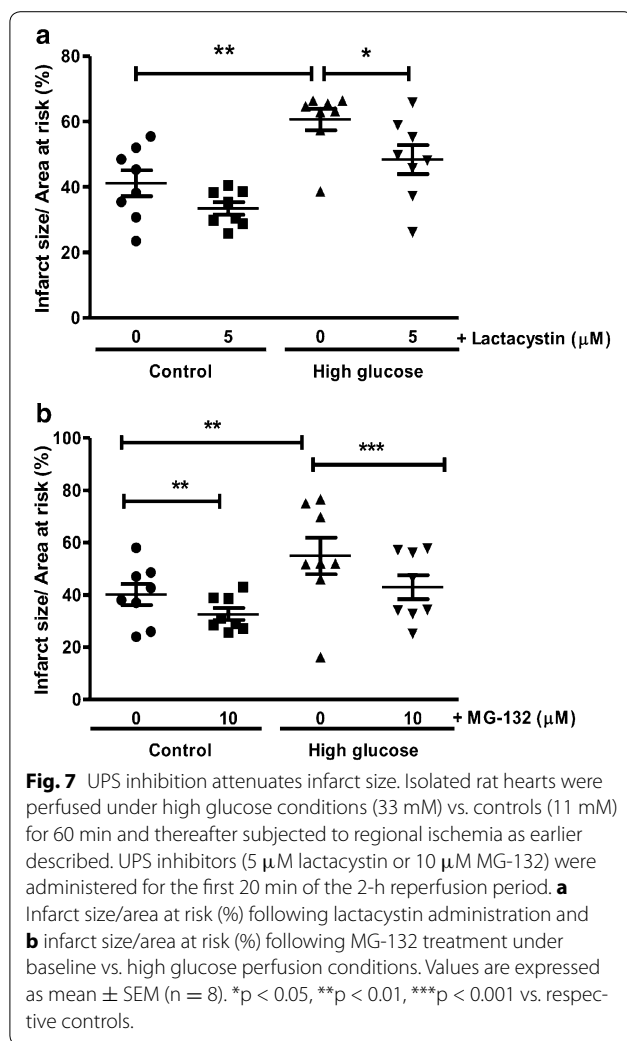 a
** *
80
60
40
20
0
Infarct size/ Area at risk (%)
0 5 0 5 + Lactacystin (μM)
Control High glucose
b
100
80
60
40
20
0
Infarct size/ Area at risk (%)
** ***
**
0 10 0 10 + MG-132 (μM)
Control High glucose
Fig. 7 UPS inhibition attenuates infarct size. Isolated rat hearts were
perfused under high glucose conditions (33 mM) vs. controls (11 mM)
for 60 min and thereafter subjected to regional ischemia as earlier
described. UPS inhibitors (5 μM lactacystin or 10 μM MG-132) were
administered for the first 20 min of the 2-h reperfusion period. a
Infarct size/area at risk (%) following lactacystin administration and
b infarct size/area at risk (%) following MG-132 treatment under
baseline vs. high glucose perfusion conditions. Values are expressed
as mean ± SEM (n = 8). *p < 0.05, **p < 0.01, ***p < 0.001 vs. respec-
tive controls.